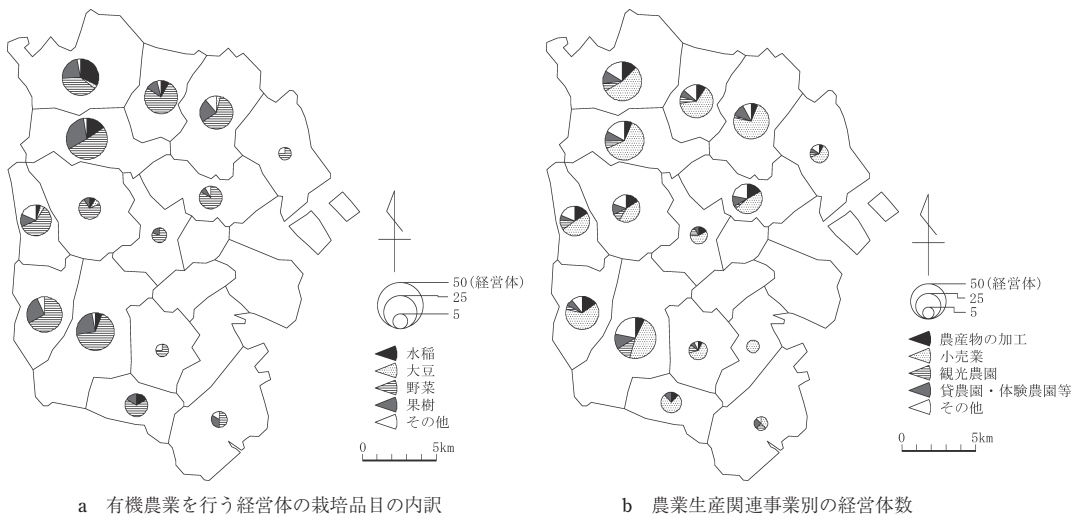 50(経営体)
25
5
水稲
大豆
野菜
果樹
その他
0 5km
a 有機農業を行う経営体の栽培品目の内訳
50(経営体)
25
5
農産物の加工
小売業
観光農園
貸農園・体験農園等
その他
0 5km
b 農業生産関連事業別の経営体数